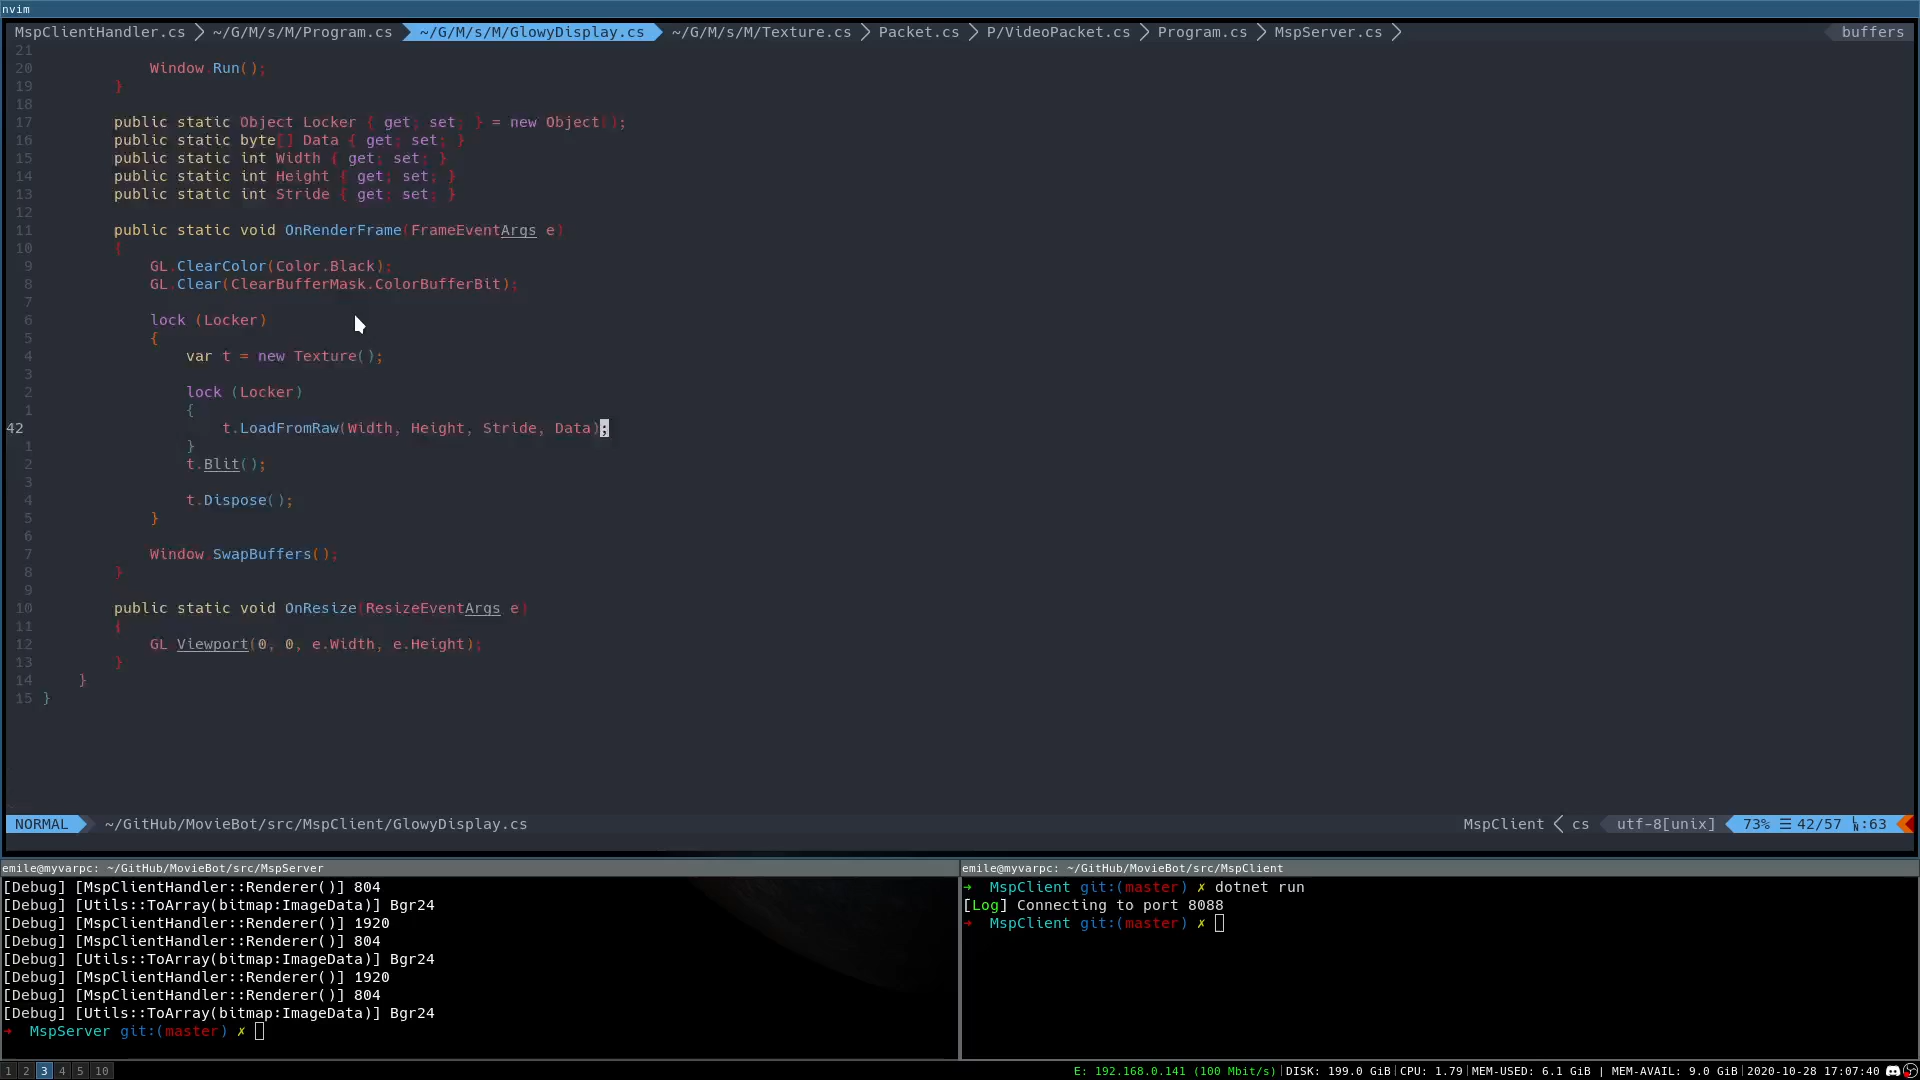 nvim
MspClientHandler.cs ~/G/M/s/M/Program.cs ~/G/M/s/M/GlowyDisplay.cs ~/G/M/s/M/Texture.cs Packet.cs P/VideoPacket.cs Program.cs MspServer.cs buffers
21
20 Window.Run();
19 }
18
17 public static Object Locker { get; set; } = new Object();
16 public static byte[] Data { get; set; }
15 public static int Width { get; set; }
14 public static int Height { get; set; }
13 public static int Stride { get; set; }
12
11 public static void OnRenderFrame(FrameEventArgs e)
10 {
9 GL.ClearColor(Color.Black);
8 GL.Clear(ClearBufferMask.ColorBufferBit);
7
6 lock (Locker)
5 {
4 var t = new Texture();
3
2 lock (Locker)
1 {
42 t.LoadFromRaw(Width, Height, Stride, Data);
1 }
2 t.Blit();
3
4 t.Dispose();
5 }
6
7 Window.SwapBuffers();
8 }
9
10 public static void OnResize(ResizeEventArgs e)
11 {
12 GL.Viewport(0, 0, e.Width, e.Height);
13 }
14 }
15 }
NORMAL ~/GitHub/MovieBot/src/MspClient/GlowyDisplay.cs MspClient cs utf-8[unix] 73% ☰ 42/57 ㏑:63
emile@myvarpc: ~/GitHub/MovieBot/src/MspServer
[Debug] [MspClientHandler::Renderer()] 804
[Debug] [Utils::ToArray(bitmap:ImageData)] Bgr24
[Debug] [MspClientHandler::Renderer()] 1920
[Debug] [MspClientHandler::Renderer()] 804
[Debug] [Utils::ToArray(bitmap:ImageData)] Bgr24
[Debug] [MspClientHandler::Renderer()] 1920
[Debug] [MspClientHandler::Renderer()] 804
[Debug] [Utils::ToArray(bitmap:ImageData)] Bgr24
➜ MspServer git:(master) ✗
emile@myvarpc: ~/GitHub/MovieBot/src/MspClient
➜ MspClient git:(master) ✗ dotnet run
[Log] Connecting to port 8088
➜ MspClient git:(master) ✗
1 2 3 4 5 10
E: 192.168.0.141 (100 Mbit/s)|DISK: 199.0 GiB|CPU: 1.79|MEM-USED: 6.1 GiB | MEM-AVAIL: 9.0 GiB|2020-10-28 17:07:40